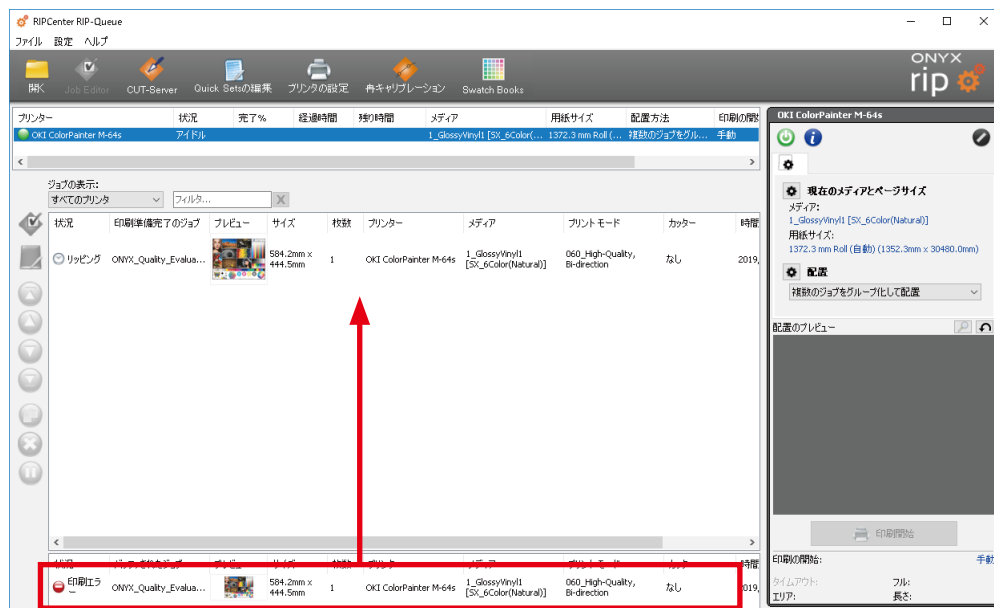 RIPCenter RIP-Queue
ファイル 設定 ヘルプ
開く Job Editor CUT-Server Quick Setsの編集 プリンタの設定 再キャリブレーション Swatch Books
ONYX
rip
プリンター 状況 完了% 経過時間 残り時間 メディア 用紙サイズ 配置方法 印刷の開始
OKI ColorPainter M-64s アイドル 1_GlossyVinyl1 [SX_6Color(... 1372.3 mm Roll (... 複数のジョブをグル... 手動
ジョブの表示:
すべてのプリンタ フィルタ...
状況 印刷準備完了のジョブ プレビュー サイズ 枚数 プリンター メディア プリントモード カッター 時間
リッピング ONYX_Quality_Evalua... 584.2mm x 1 OKI ColorPainter M-64s 1_GlossyVinyl1 060_High-Quality, なし 2019,
444.5mm [SX_6Color(Natural)] Bi-direction
印刷エラ ONYX_Quality_Evalua... 584.2mm x 1 OKI ColorPainter M-64s 1_GlossyVinyl1 060_High-Quality, なし 2019,
ー 444.5mm [SX_6Color(Natural)] Bi-direction
OKI ColorPainter M-64s
現在のメディアとページサイズ
メディア:
1_GlossyVinyl1 [SX_6Color(Natural)]
用紙サイズ:
1372.3 mm Roll (自動) (1352.3mm x 30480.0mm)
配置
複数のジョブをグループ化して配置
配置のプレビュー
印刷開始
印刷の開始: 手動
タイムアウト: フル:
エリア: 長さ: